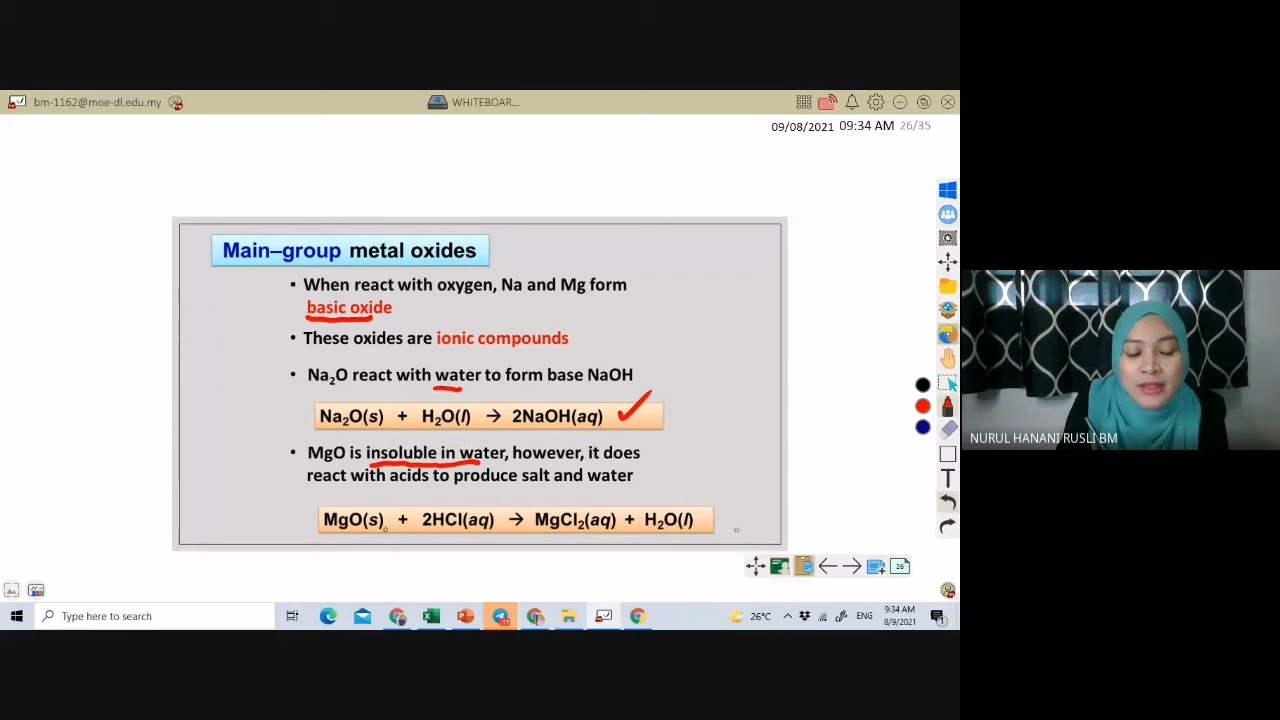 bm-1162@moe-dl.edu.my
WHITEBOAR...
09/08/2021 09:34 AM 26/35
Main–group metal oxides
▪ When react with oxygen, Na and Mg form
basic oxide
• These oxides are ionic compounds
• Na₂O react with water to form base NaOH
Na₂O(s) + H₂O(l) → 2NaOH(aq)
• MgO is insoluble in water, however, it does
react with acids to produce salt and water
MgO(s) + 2HCl(aq) → MgCl₂(aq) + H₂O(l)
T
26
NURUL HANANI RUSLI BM
Type here to search
26°C
ENG
9:34 AM
8/9/2021